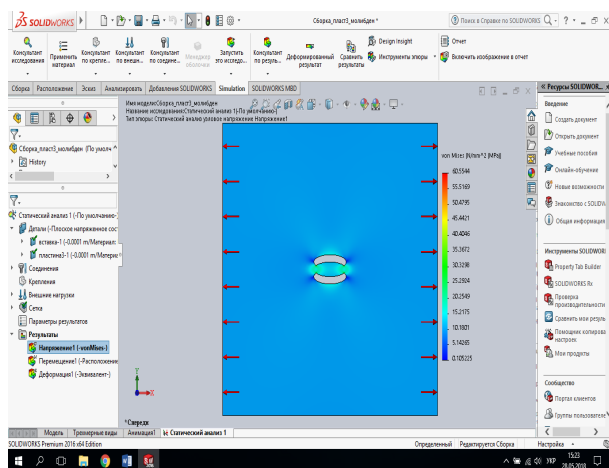 SOLIDWORKS
Сборка_пласт3_молибден *
Поиск в Справке по SOLIDWORKS
Консультант исследования
Применить материал
Консультант по крепле...
Консультант по внешн...
Консультант по соедине...
Менеджер оболочки
Запустить это исследо...
Консультант по резуль...
Деформированный результат
Сравнить результаты
Design Insight
Инструменты эпюры
Отчет
Включить изображение в отчет
Сборка Расположение Эскиз Анализировать Добавления SOLIDWORKS Simulation SOLIDWORKS MBD
Сборка_пласт3_молибден (По умолч
History
Статический анализ 1 (-По умолчанию-)
Детали (-Плоское напряженное сос
вставка-1 (-0.0001 m/Материал:
пластина3-1 (-0.0001 m/Материа
Соединения
Крепления
Внешние нагрузки
Сетка
Параметры результатов
Результаты
Напряжение1 (-vonMises-)
Перемещение1 (-Расположение
Деформация1 (-Эквивалент-)
Имя модели:Сборка_пласт3_молибден
Название исследования:Статический анализ 1(-По умолчанию-)
Тип эпюры: Статический анализ узловое напряжение Напряжение1
von Mises (N/mm^2 (MPa))
60.5544
55.5169
50.4795
45.4421
40.4046
35.3672
30.3298
25.2924
20.2549
15.2175
10.1801
5.14265
0.105225
Y
X
*Спереди
Ресурсы SOLIDWOR...
Введение
Создать документ
Открыть документ
Учебные пособия
Онлайн-обучение
Новые возможности
Знакомство с SOLIDW
Общая информация
Инструменты SOLIDWORK
Property Tab Builder
SOLIDWORKS Rx
Проверка производительности
Сравнить мои резуль
Помощник копирова настроек
Мои продукты
Сообщество
Портал клиентов
Группы пользователе
Модель Трехмерные виды Анимация1 Статический анализ 1
SOLIDWORKS Premium 2016 x64 Edition
Определенный Редактируется Сборка Настройка
УКР
15:23
28.05.2018